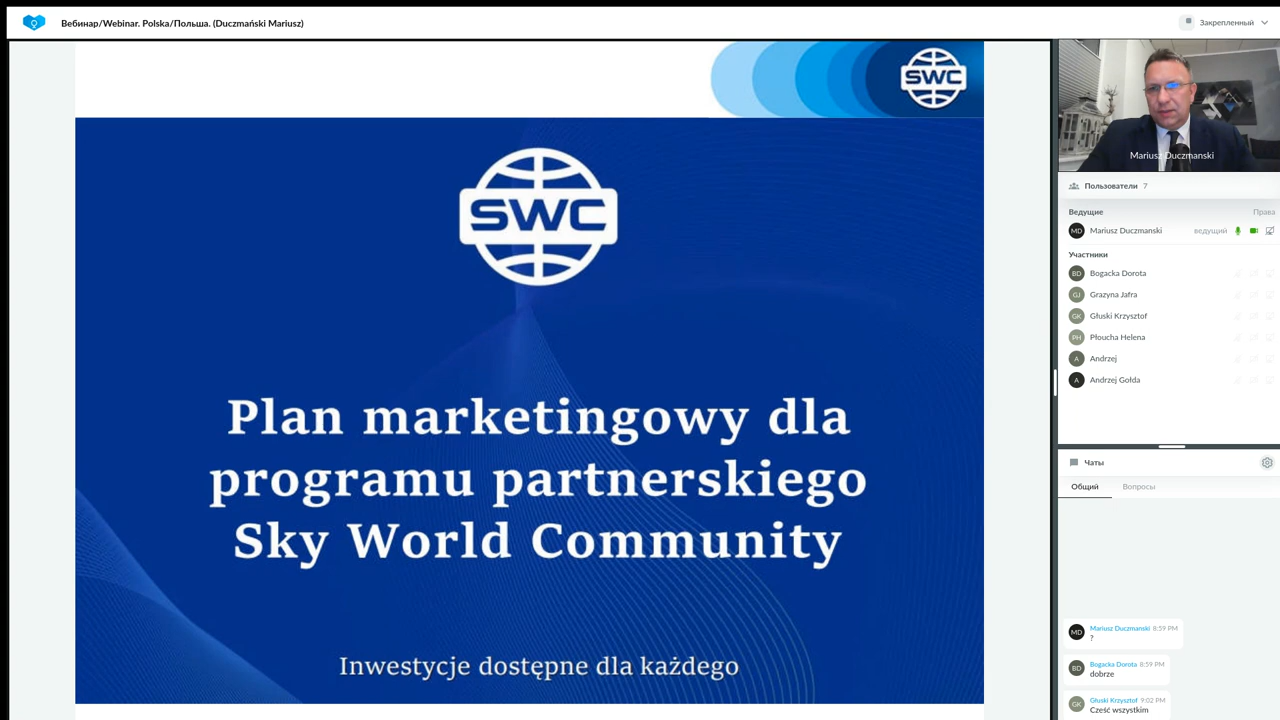 Вебинар/Webinar. Polska/Польша. (Duczmański Mariusz)
Закрепленный
SWC
SWC
Plan marketingowy dla
programu partnerskiego
Sky World Community
Inwestycje dostępne dla każdego
Mariusz Duczmanski
Пользователи 7
Ведущие Права
MD Mariusz Duczmanski ведущий
Участники
BD Bogacka Dorota
GJ Grazyna Jafra
GK Głuski Krzysztof
PH Płoucha Helena
A Andrzej
A Andrzej Gołda
Чаты
Общий Вопросы
MD Mariusz Duczmanski 8:59 PM
?
BD Bogacka Dorota 8:59 PM
dobrze
GK Głuski Krzysztof 9:02 PM
Cześć wszystkim